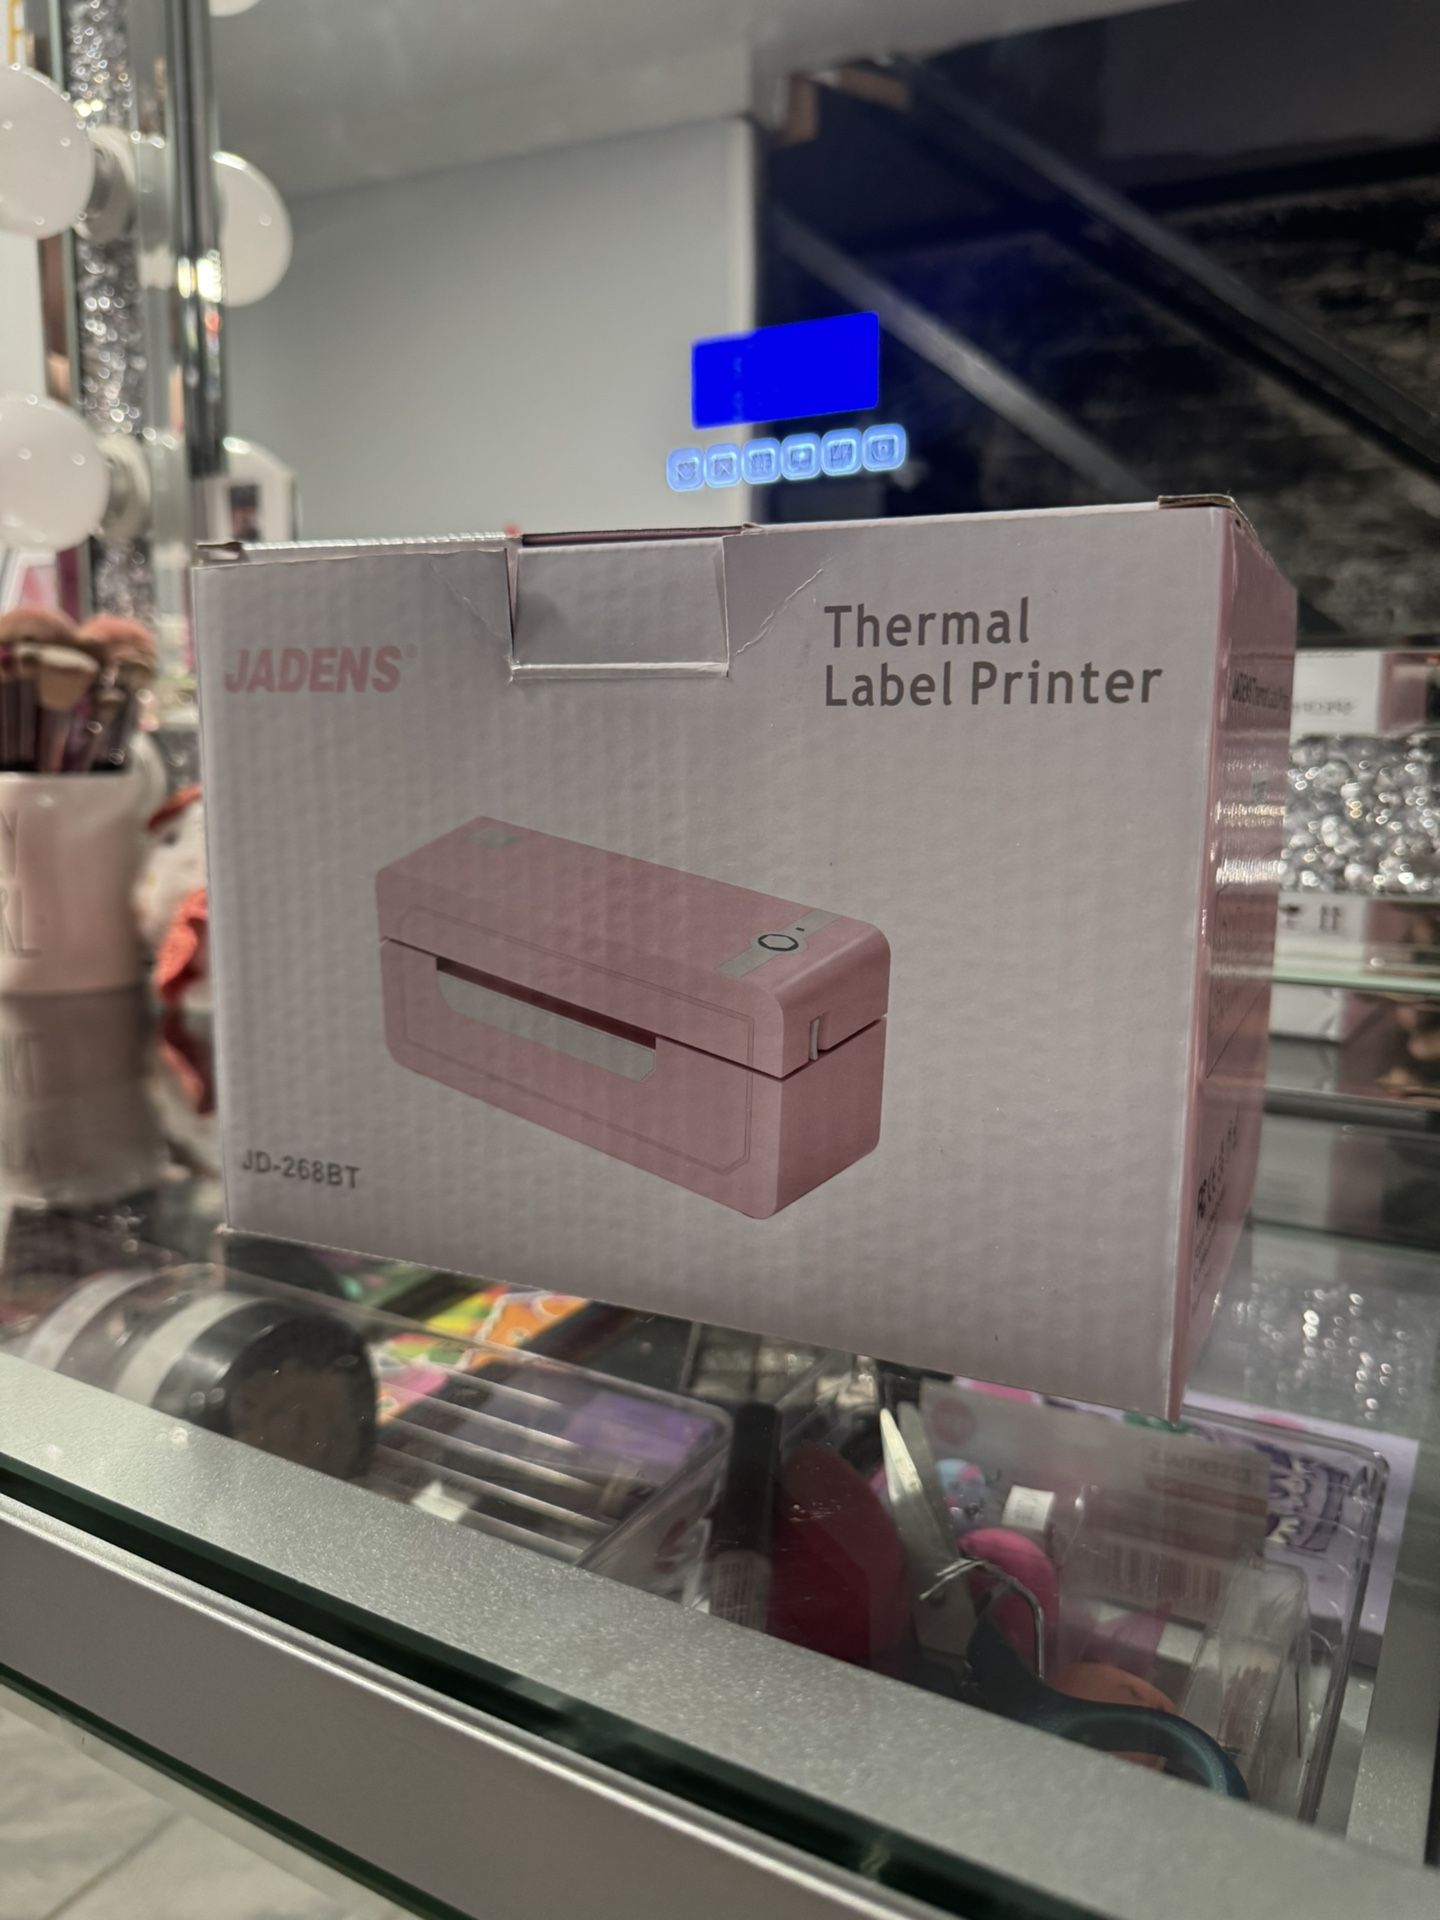 JADENS®
Thermal
Label Printer
JD-268BT